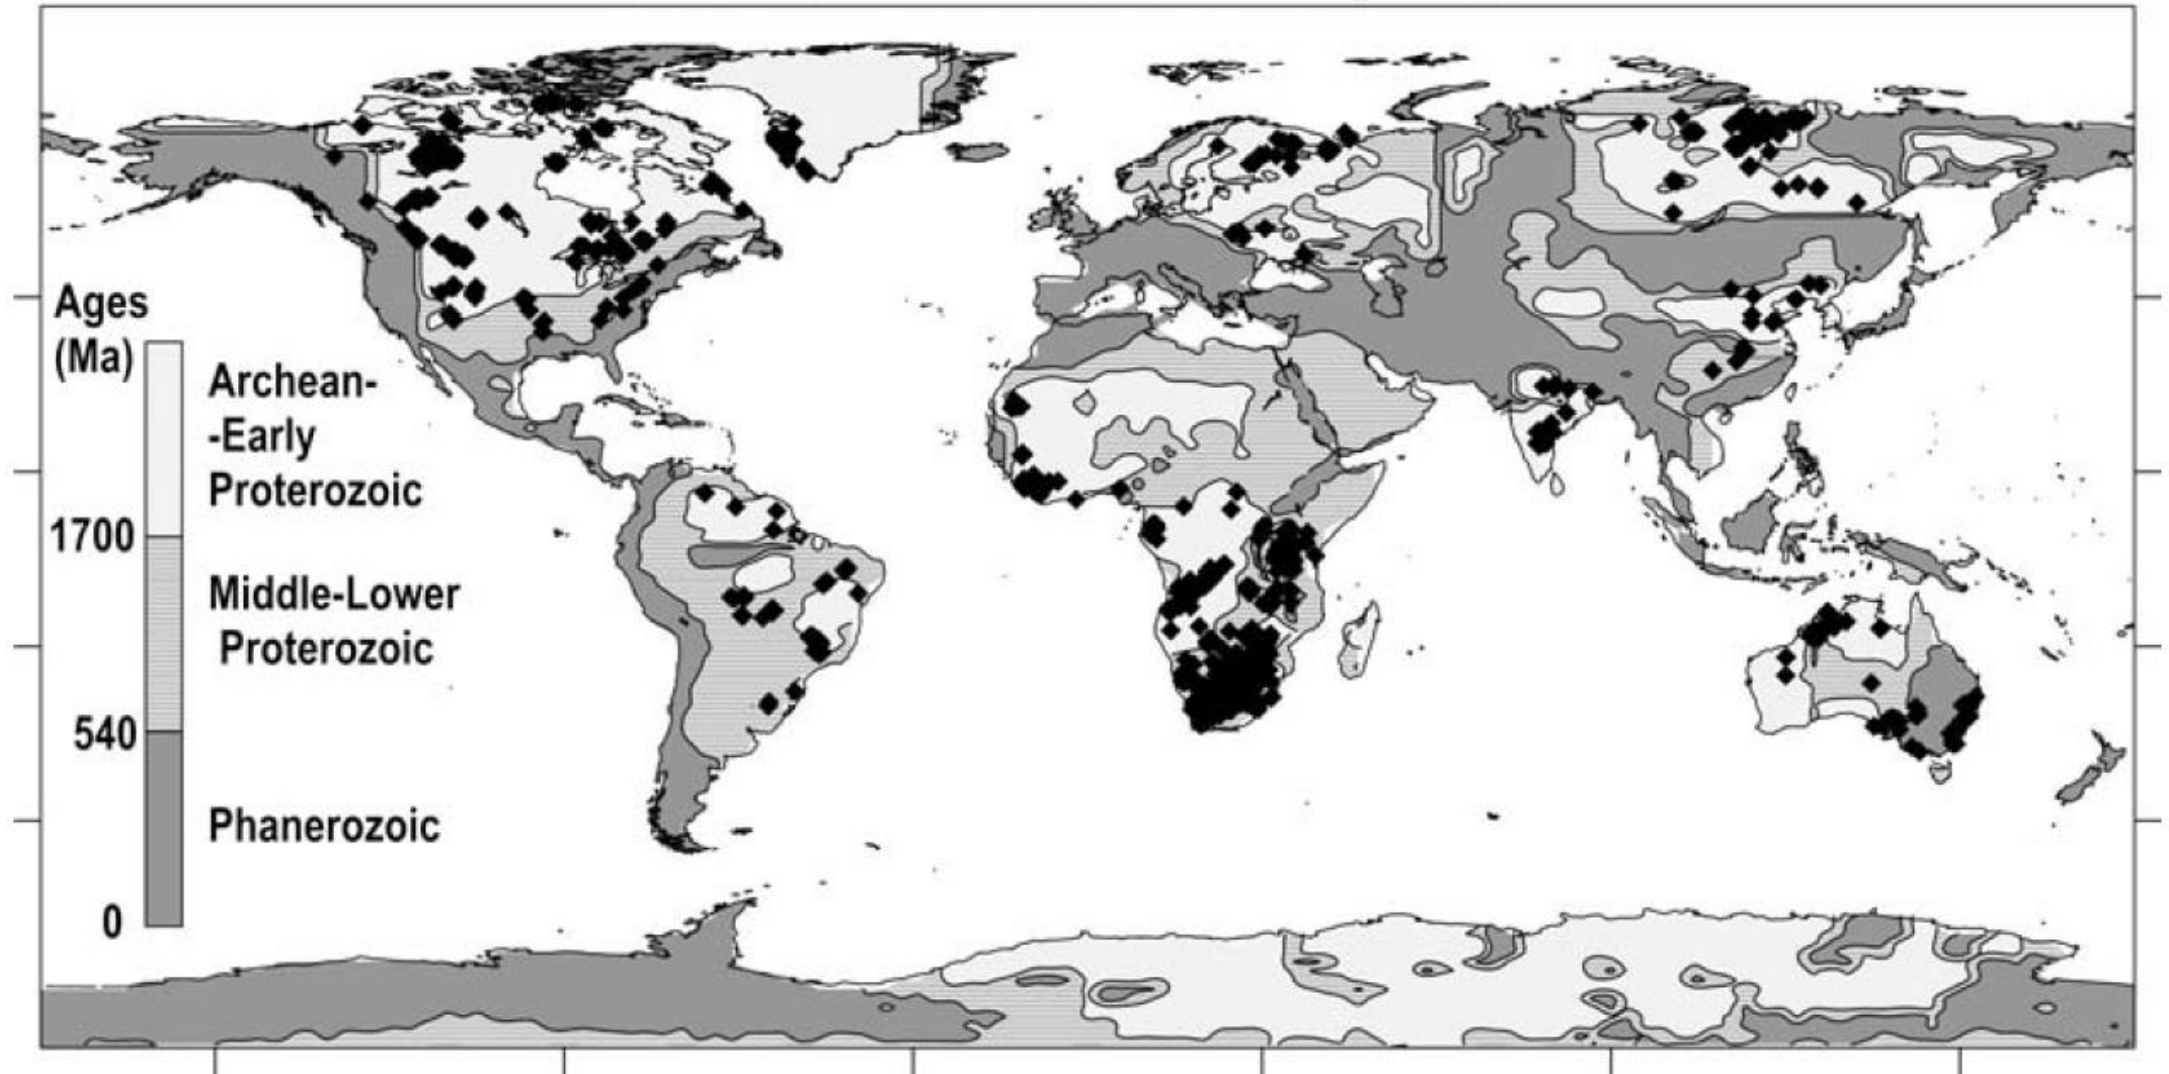 Ages
(Ma)
Archean-
-Early
Proterozoic
1700
Middle-Lower
Proterozoic
540
Phanerozoic
0